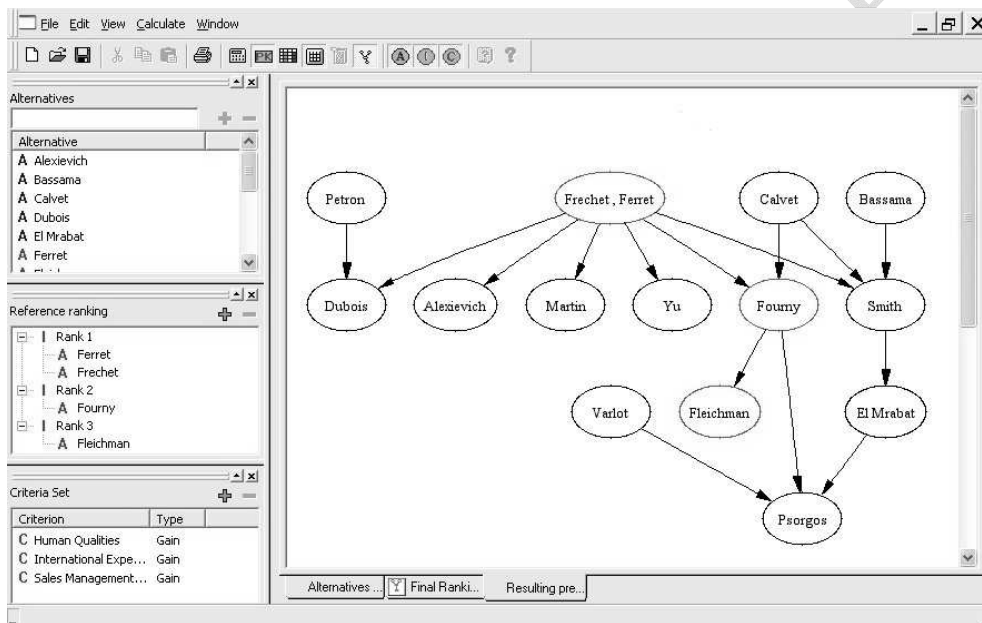 File Edit View Calculate Window
PK
A I C
?
Alternatives
Alternative
A Alexievich
A Bassama
A Calvet
A Dubois
A El Mrabat
A Ferret
Reference ranking
I Rank 1
A Ferret
A Frechet
I Rank 2
A Fourny
I Rank 3
A Fleichman
Criteria Set
Criterion Type
C Human Qualities Gain
C International Expe... Gain
C Sales Management... Gain
Petron Frechet , Ferret Calvet Bassama
Dubois Alexievich Martin Yu Fourny Smith
Varlot Fleichman El Mrabat
Psorgos
Alternatives ... Final Ranki... Resulting pre...